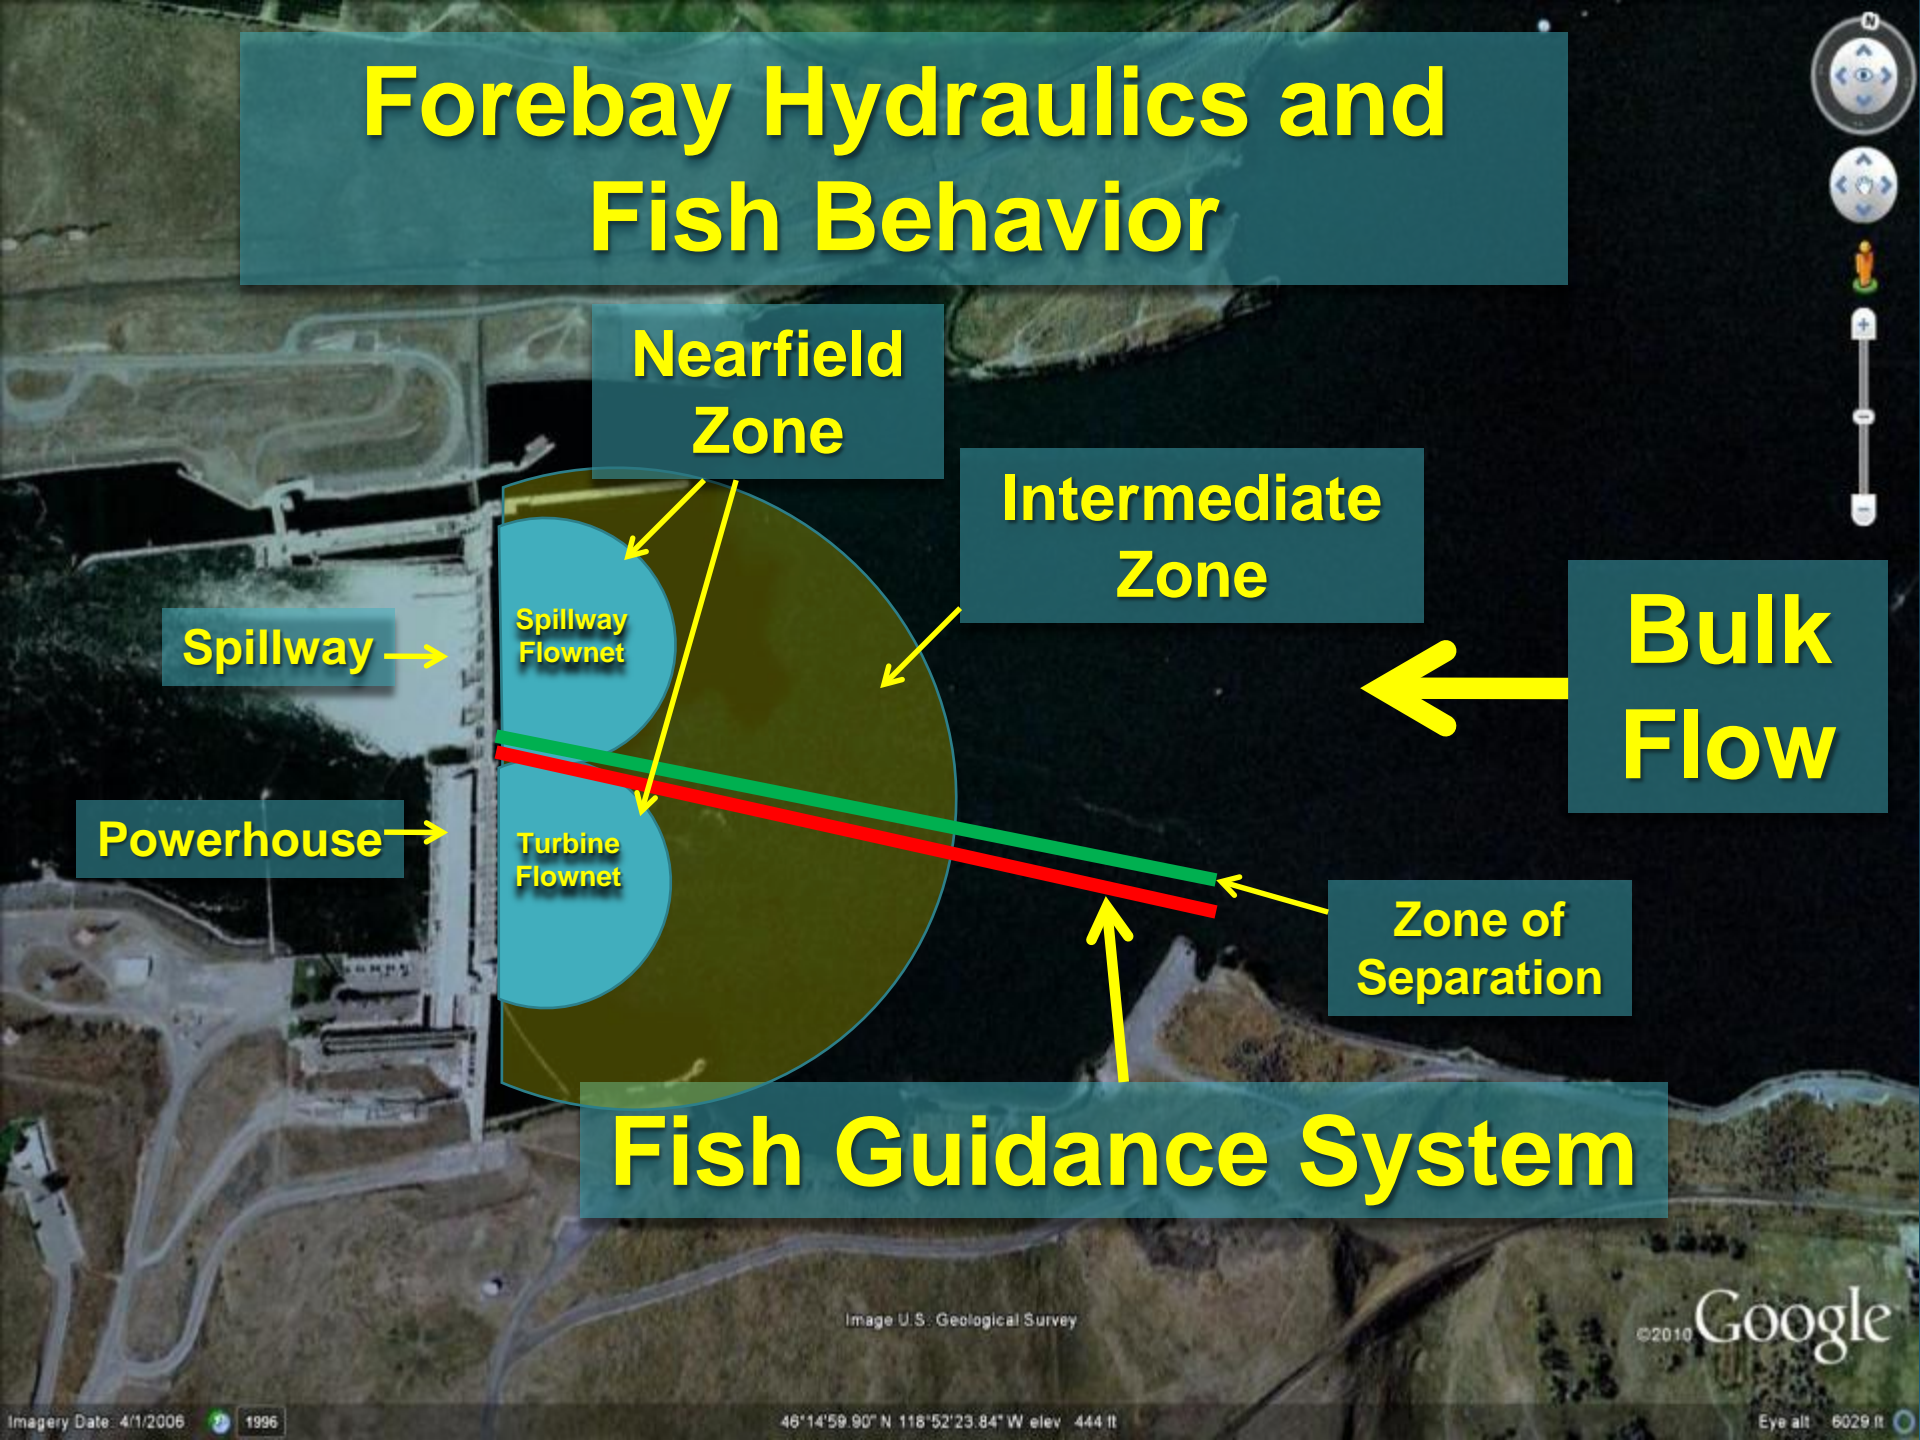 N
Forebay Hydraulics and
Fish Behavior
Nearfield
Zone
Intermediate
Zone
Bulk
Flow
Spillway
Flownet
Spillway
Powerhouse
Turbine
Flownet
Zone of
Separation
Fish Guidance System
Image U.S. Geological Survey
©2010 Google
Imagery Date: 4/1/2006 1996 46°14'59.90" N 118°52'23.84" W elev 444 ft Eye alt 6029 ft